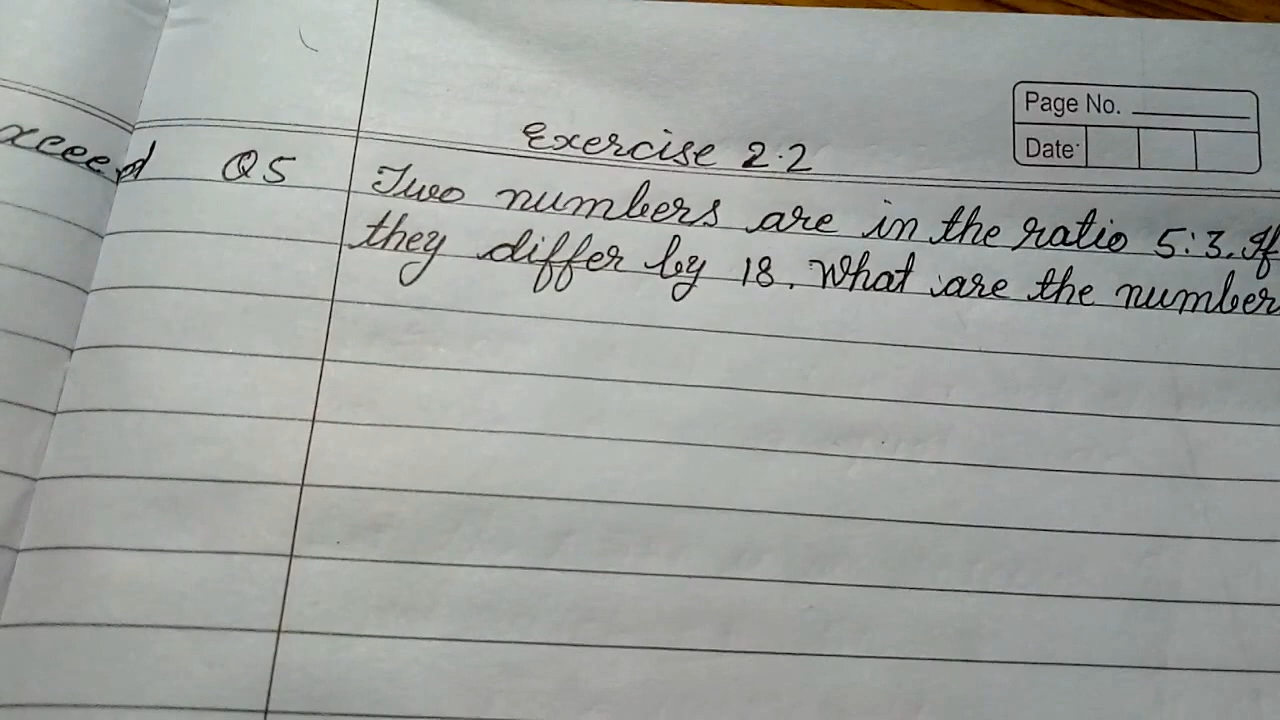 Page No.
Date
Exercise 2.2
Q5 Two numbers are in the ratio 5:3. If
they differ by 18. What are the number